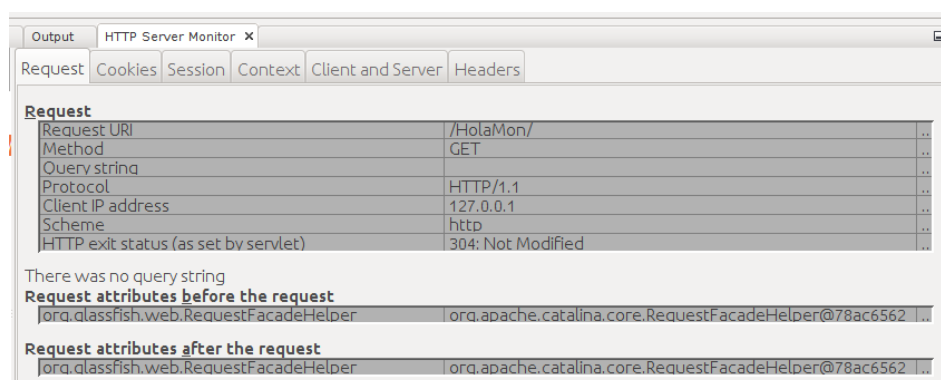 Output HTTP Server Monitor x
Request Cookies Session Context Client and Server Headers
Request
Request URI /HolaMon/ ..
Method GET ..
Query string ..
Protocol HTTP/1.1 ..
Client IP address 127.0.0.1 ..
Scheme http ..
HTTP exit status (as set by servlet) 304: Not Modified ..
There was no query string
Request attributes before the request
org.glassfish.web.RequestFacadeHelper org.apache.catalina.core.RequestFacadeHelper@78ac6562 ..
Request attributes after the request
org.glassfish.web.RequestFacadeHelper org.apache.catalina.core.RequestFacadeHelper@78ac6562 ..